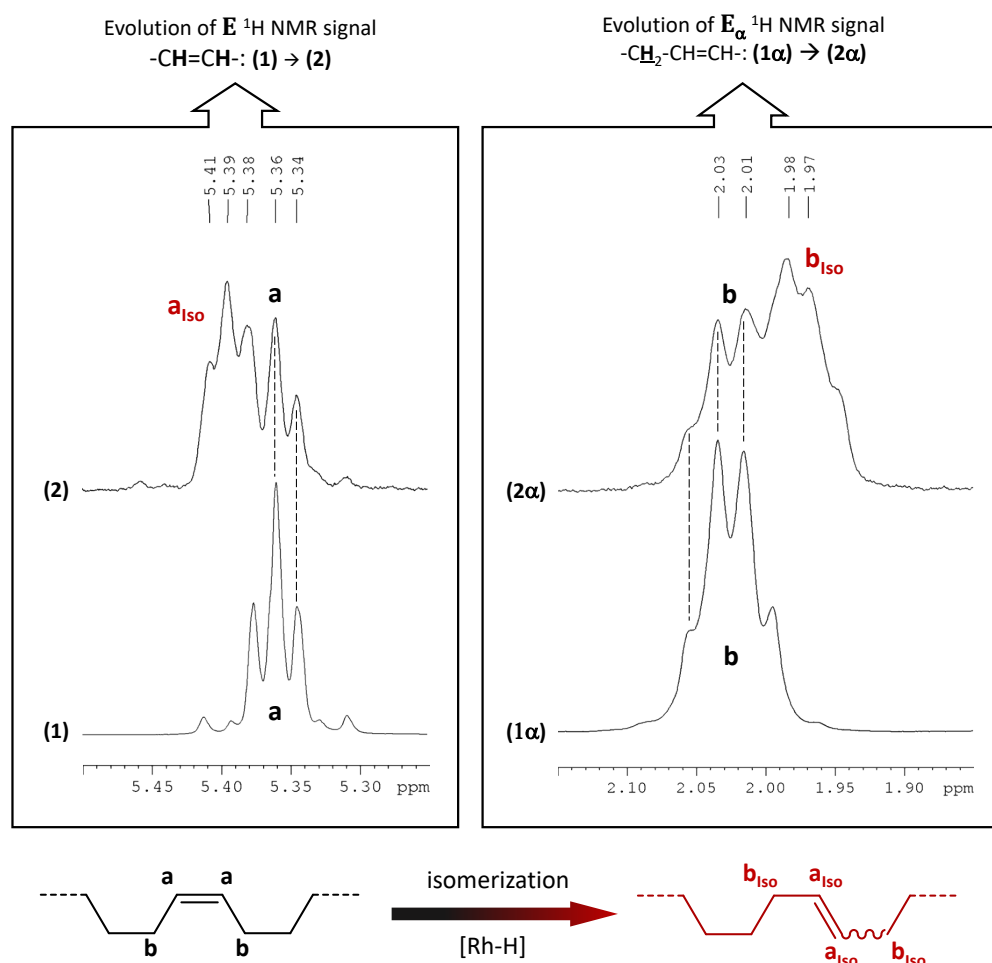 Evolution of E ¹H NMR signal
-CH=CH-: (1) → (2)
Evolution of Eα ¹H NMR signal
-CH₂-CH=CH-: (1α) → (2α)
5.41
5.39
5.38
5.36
5.34
aIso
a
(2)
a
(1)
5.45 5.40 5.35 5.30 ppm
2.03
2.01
1.98
1.97
bIso
b
(2α)
b
(1α)
2.10 2.05 2.00 1.95 1.90 ppm
a a
b b
isomerization
[Rh-H]
bIso aIso
aIso bIso